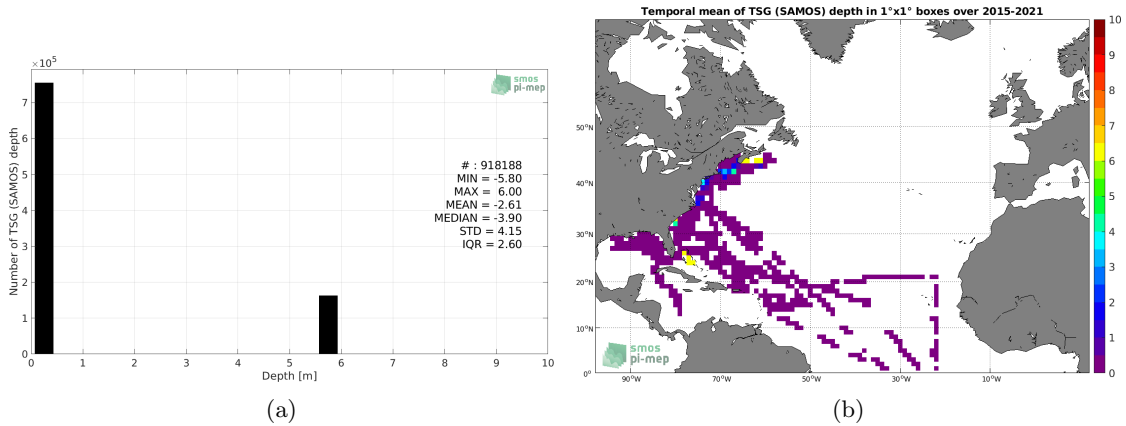 ×10⁵
7
6
5
4
3
2
1
0
Number of TSG (SAMOS) depth
smos
pi-mep
# : 918188
MIN = -5.80
MAX = 6.00
MEAN = -2.61
MEDIAN = -3.90
STD = 4.15
IQR = 2.60
0 1 2 3 4 5 6 7 8 9 10
Depth [m]
(a)
Temporal mean of TSG (SAMOS) depth in 1°x1° boxes over 2015-2021
50°N
40°N
30°N
20°N
10°N
0°
smos
pi-mep
90°W 70°W 50°W 30°W 10°W
10
9
8
7
6
5
4
3
2
1
0
(b)